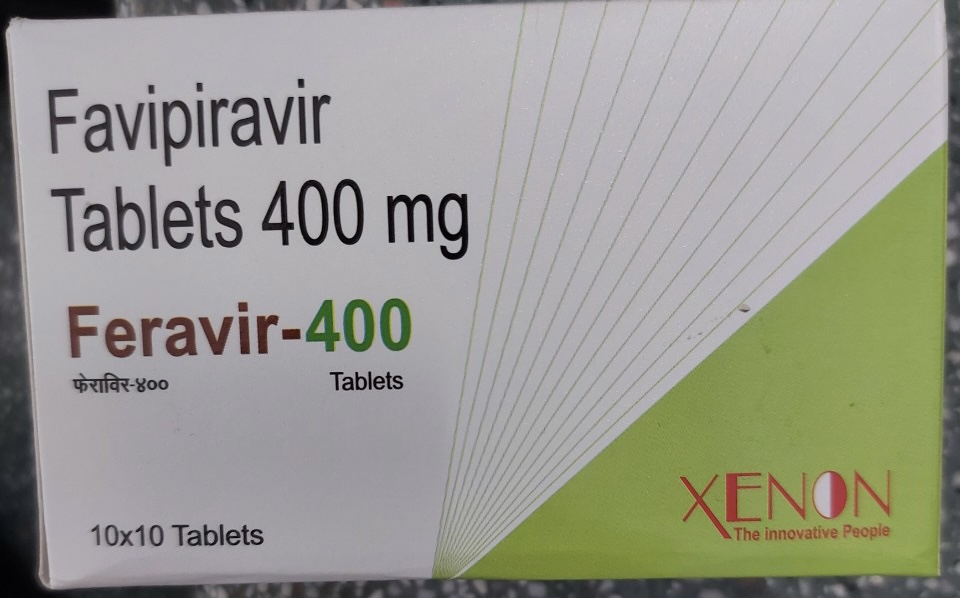 Favipiravir
Tablets 400 mg
Feravir-400
फेराविर-४००
Tablets
10x10 Tablets
XENON
The innovative People